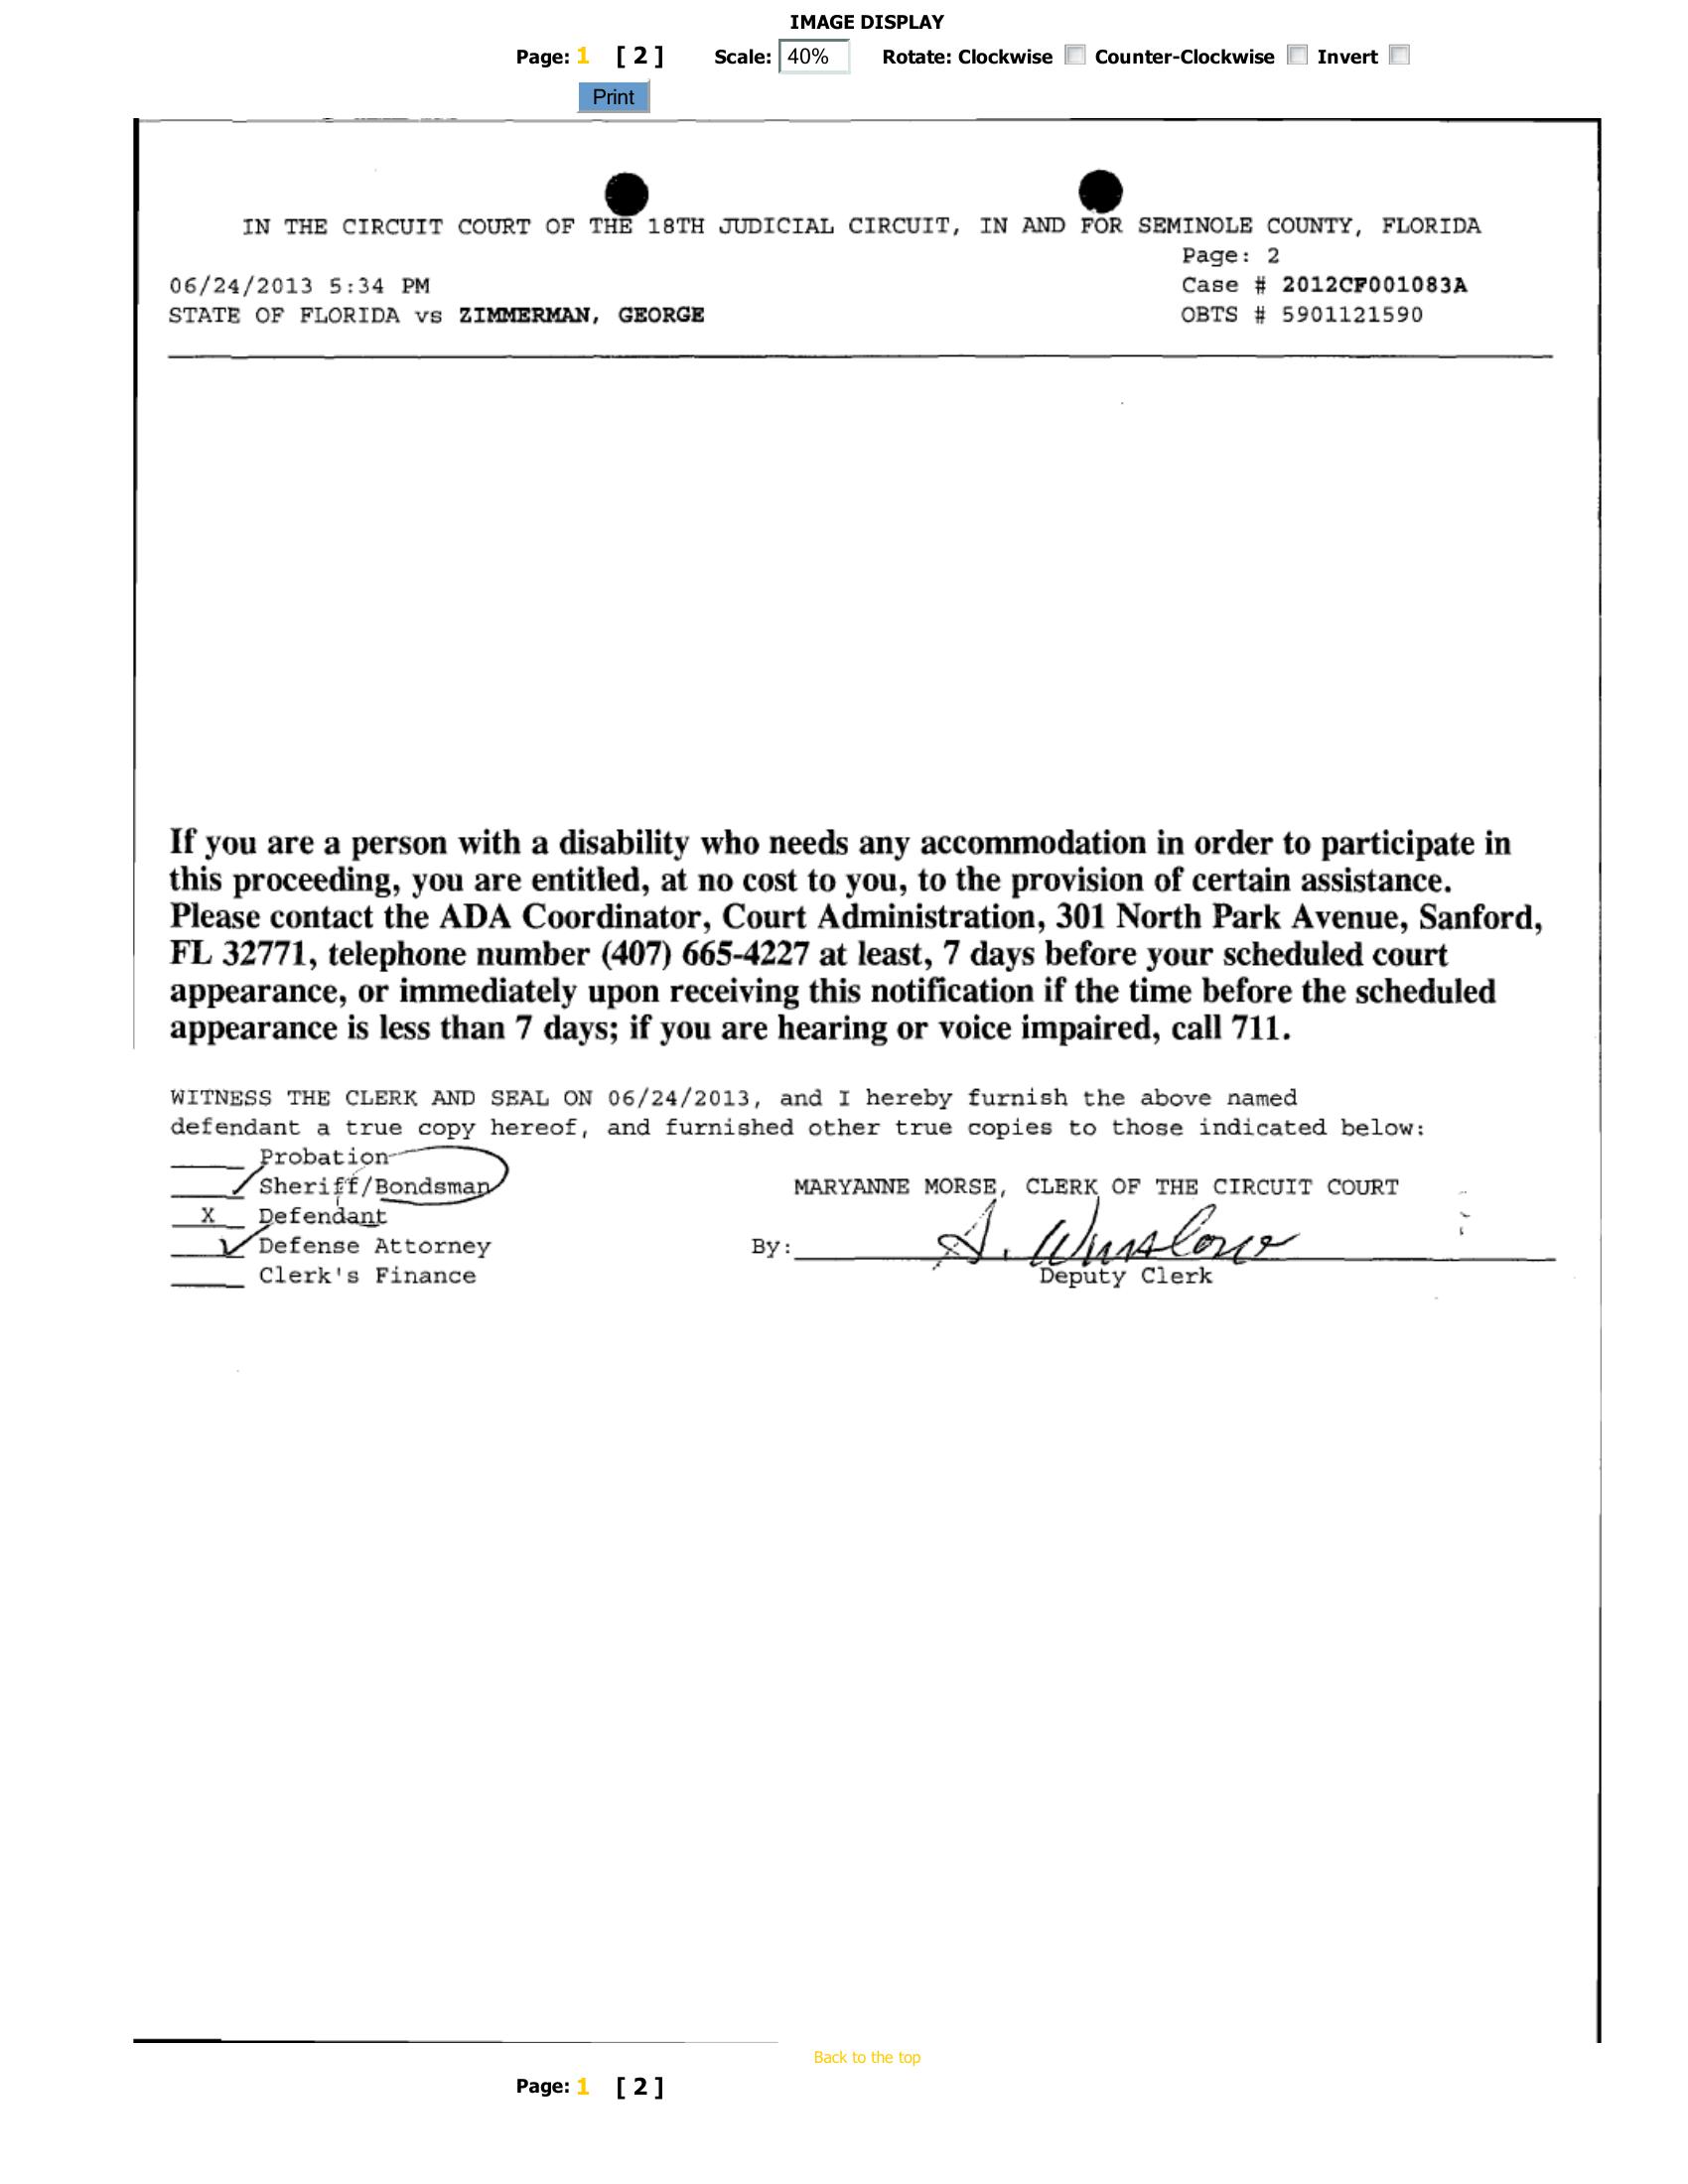 IMAGE DISPLAY
Page: 1 [ 2 ] Scale: 40% Rotate: Clockwise Counter-Clockwise Invert
Print
IN THE CIRCUIT COURT OF THE 18TH JUDICIAL CIRCUIT, IN AND FOR SEMINOLE COUNTY, FLORIDA
Page: 2
06/24/2013 5:34 PM Case # 2012CF001083A
STATE OF FLORIDA vs ZIMMERMAN, GEORGE OBTS # 5901121590
If you are a person with a disability who needs any accommodation in order to participate in
this proceeding, you are entitled, at no cost to you, to the provision of certain assistance.
Please contact the ADA Coordinator, Court Administration, 301 North Park Avenue, Sanford,
FL 32771, telephone number (407) 665-4227 at least, 7 days before your scheduled court
appearance, or immediately upon receiving this notification if the time before the scheduled
appearance is less than 7 days; if you are hearing or voice impaired, call 711.
WITNESS THE CLERK AND SEAL ON 06/24/2013, and I hereby furnish the above named
defendant a true copy hereof, and furnished other true copies to those indicated below:
Probation
Sheriff/Bondsman MARYANNE MORSE, CLERK OF THE CIRCUIT COURT
X Defendant
Defense Attorney By: S. Winslow
Clerk's Finance Deputy Clerk
Back to the top
Page: 1 [ 2 ]